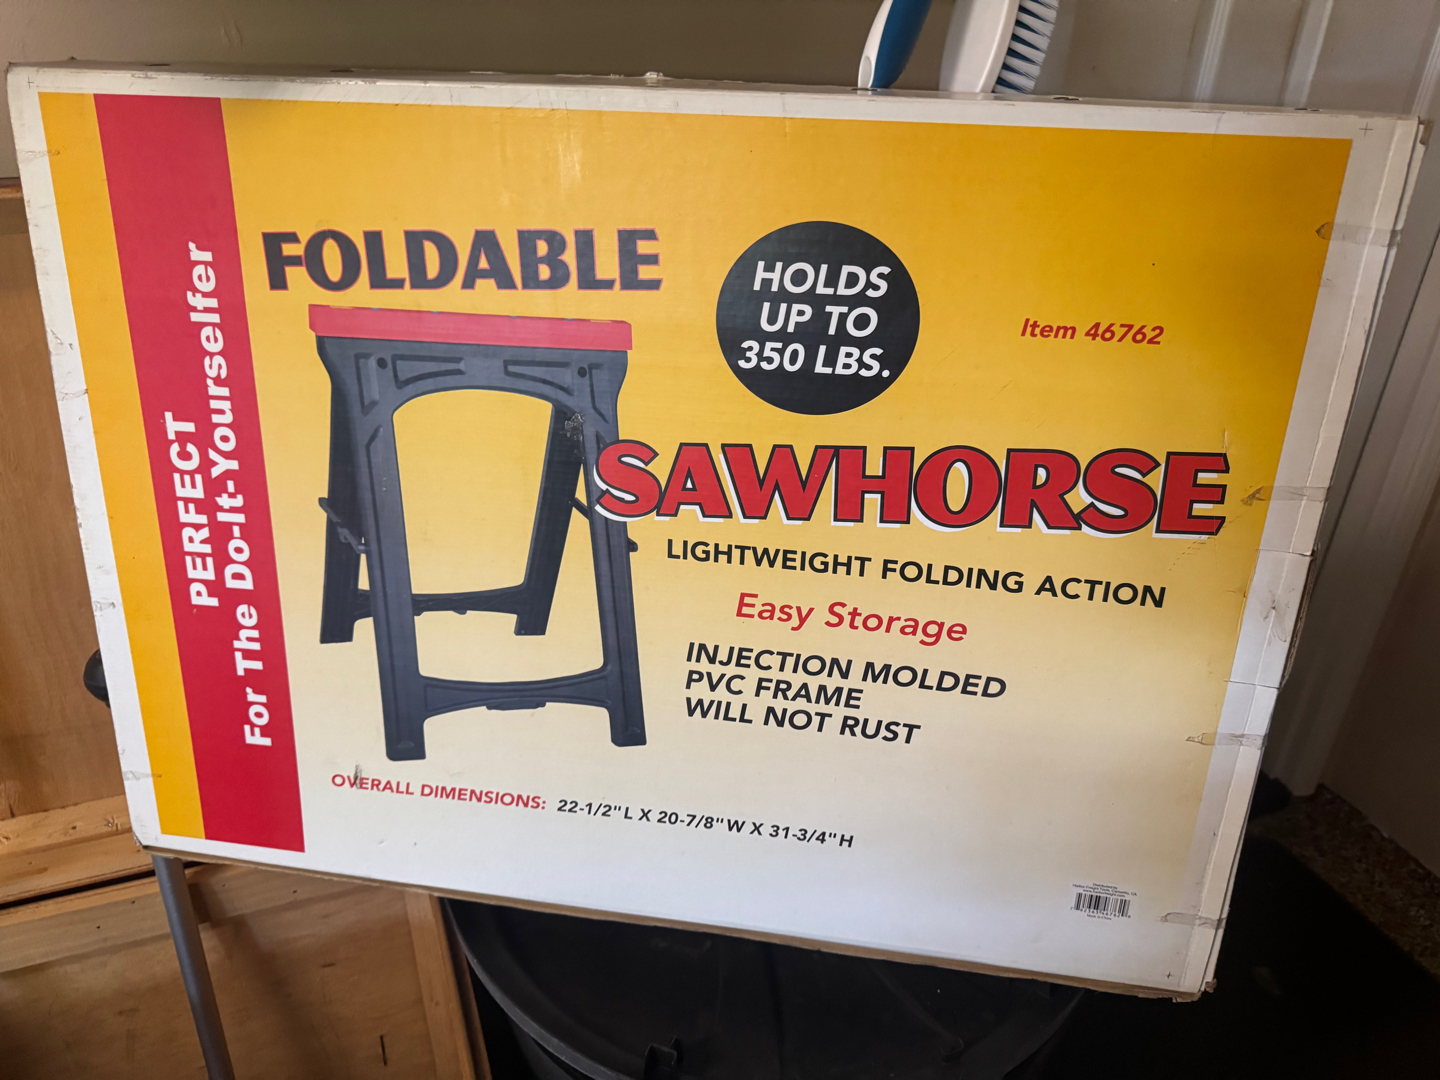 PERFECT
For The Do-It-Yourselfer
FOLDABLE
HOLDS
UP TO
350 LBS.
Item 46762
SAWHORSE
LIGHTWEIGHT FOLDING ACTION
Easy Storage
INJECTION MOLDED
PVC FRAME
WILL NOT RUST
OVERALL DIMENSIONS: 22-1/2"L X 20-7/8"W X 31-3/4"H